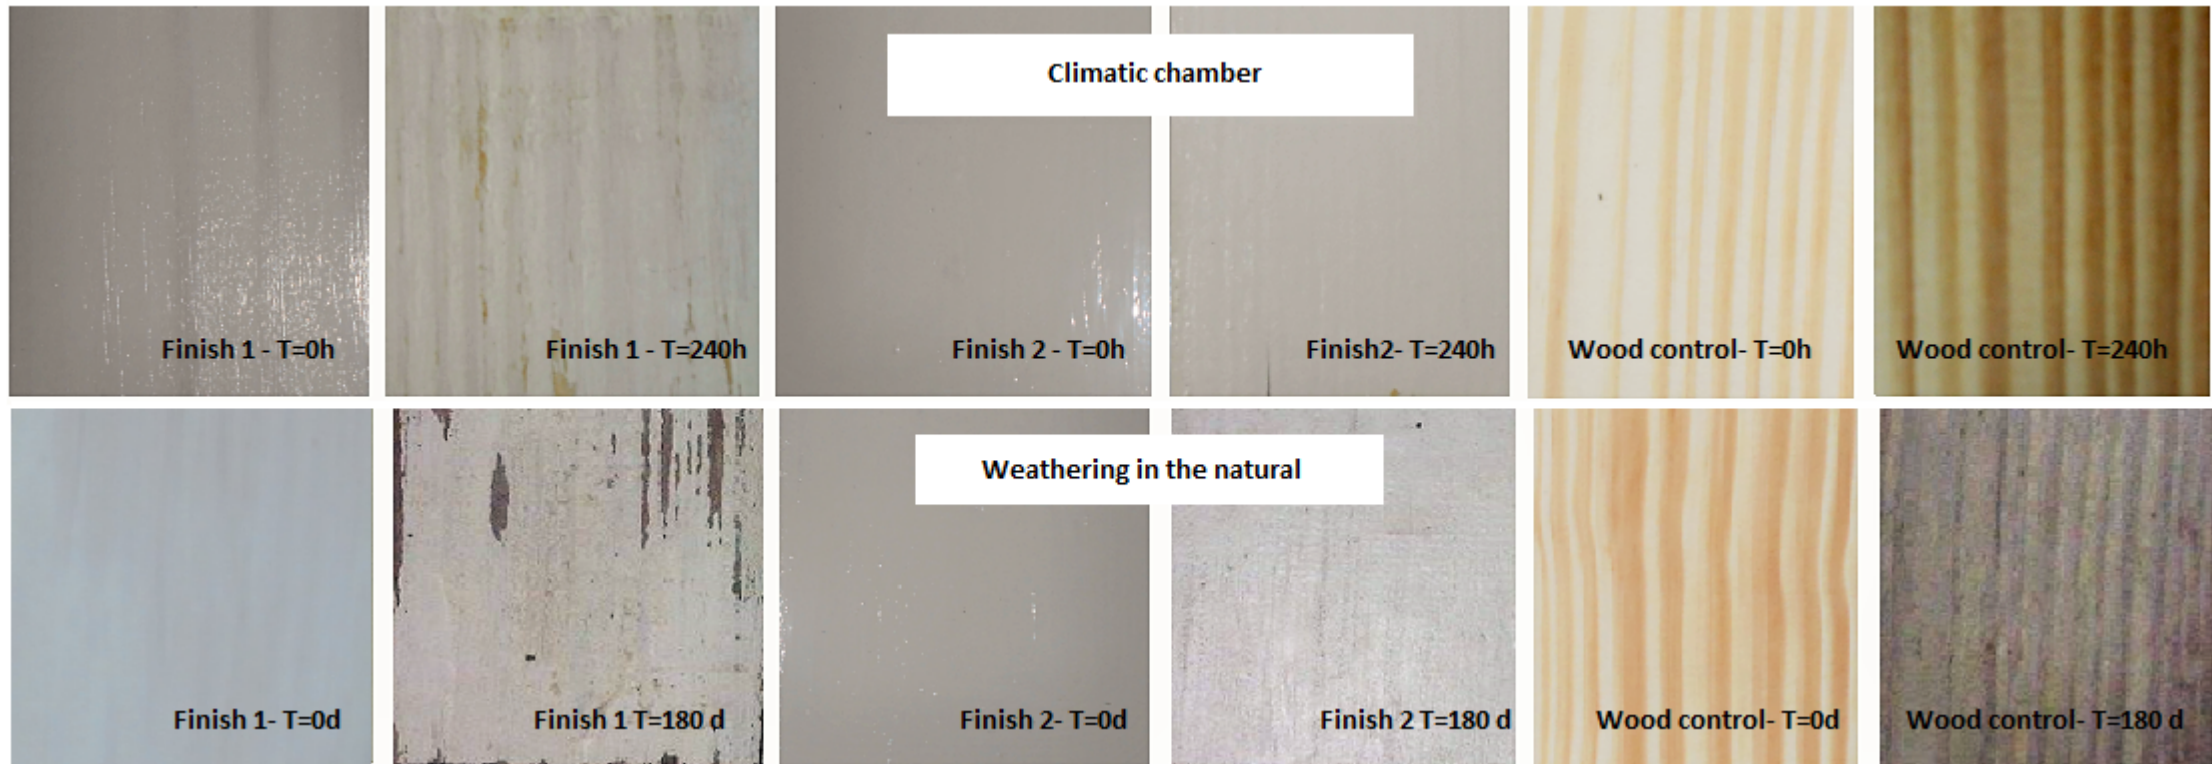 Climatic chamber
Finish 1 - T=0h
Finish 1 - T=240h
Finish 2 - T=0h
Finish2- T=240h
Wood control- T=0h
Wood control- T=240h
Weathering in the natural
Finish 1- T=0d
Finish 1 T=180 d
Finish 2- T=0d
Finish 2 T=180 d
Wood control- T=0d
Wood control- T=180 d